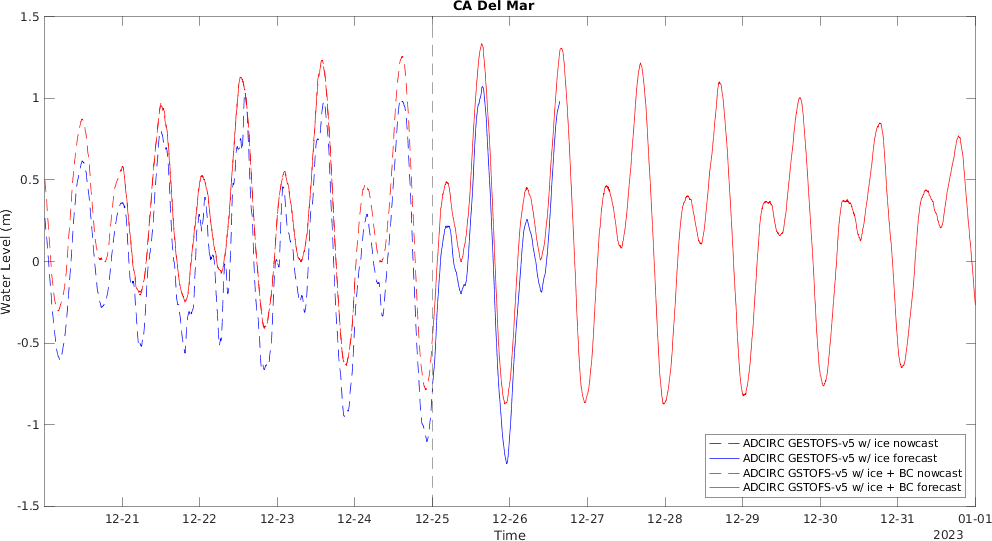 CA Del Mar
1.5
1
0.5
0
-0.5
-1
-1.5
Water Level (m)
12-21 12-22 12-23 12-24 12-25 12-26 12-27 12-28 12-29 12-30 12-31 01-01
Time
2023
ADCIRC GESTOFS-v5 w/ ice nowcast
ADCIRC GESTOFS-v5 w/ ice forecast
ADCIRC GSTOFS-v5 w/ ice + BC nowcast
ADCIRC GSTOFS-v5 w/ ice + BC forecast